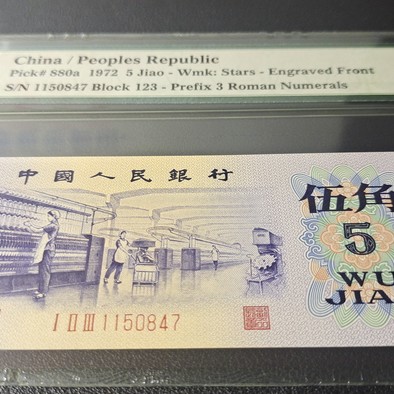 China / Peoples Republic
Pick# 880a 1972 5 Jiao - Wmk: Stars - Engraved Front
S/N 1150847 Block 123 - Prefix 3 Roman Numerals
中國人民銀行
伍角
5
WU
JIA
I II III 1150847